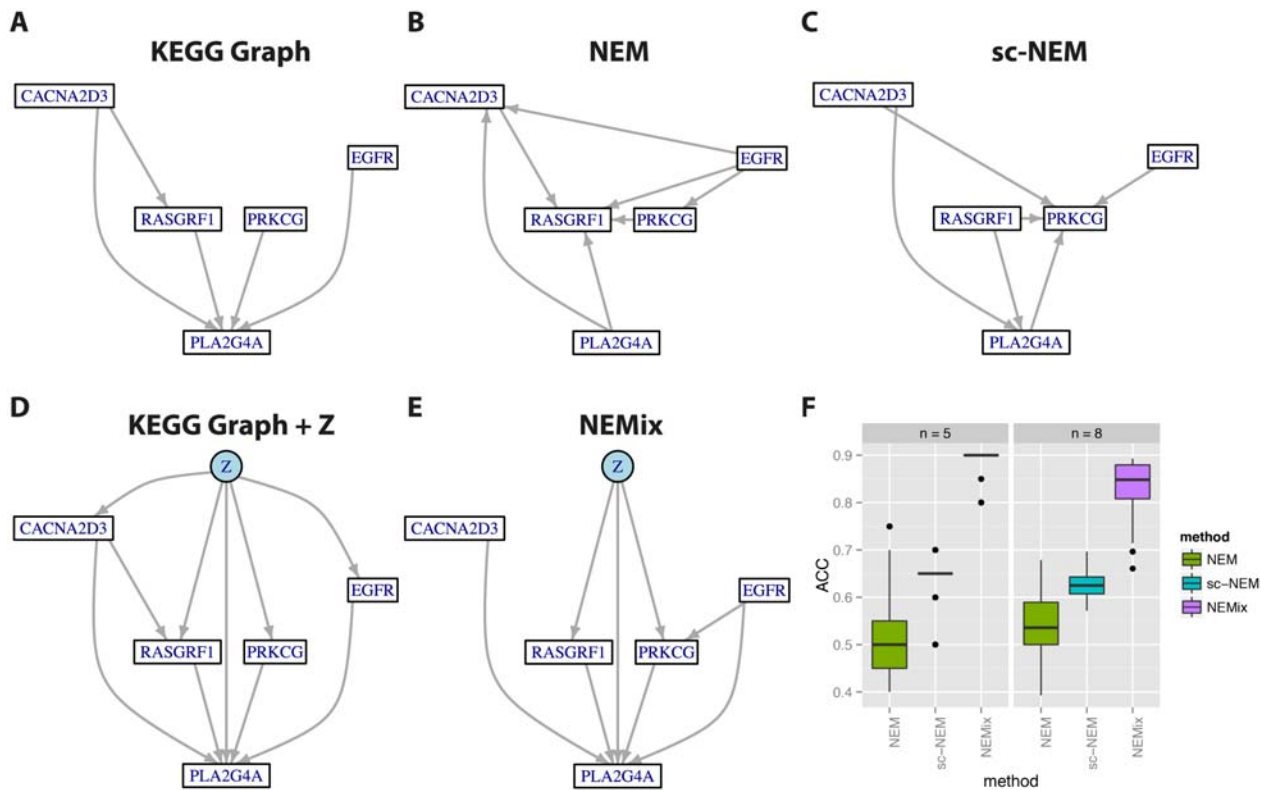 A
KEGG Graph
CACNA2D3
EGFR
RASGRF1
PRKCG
PLA2G4A
B
NEM
CACNA2D3
EGFR
RASGRF1
PRKCG
PLA2G4A
C
sc-NEM
CACNA2D3
EGFR
RASGRF1
PRKCG
PLA2G4A
D
KEGG Graph + Z
Z
CACNA2D3
EGFR
RASGRF1
PRKCG
PLA2G4A
E
NEMix
Z
CACNA2D3
EGFR
RASGRF1
PRKCG
PLA2G4A
F
n = 5
n = 8
0.9
0.8
0.7
0.6
0.5
0.4
ACC
NEM
sc-NEM
NEMix
NEM
sc-NEM
NEMix
method
method
NEM
sc-NEM
NEMix